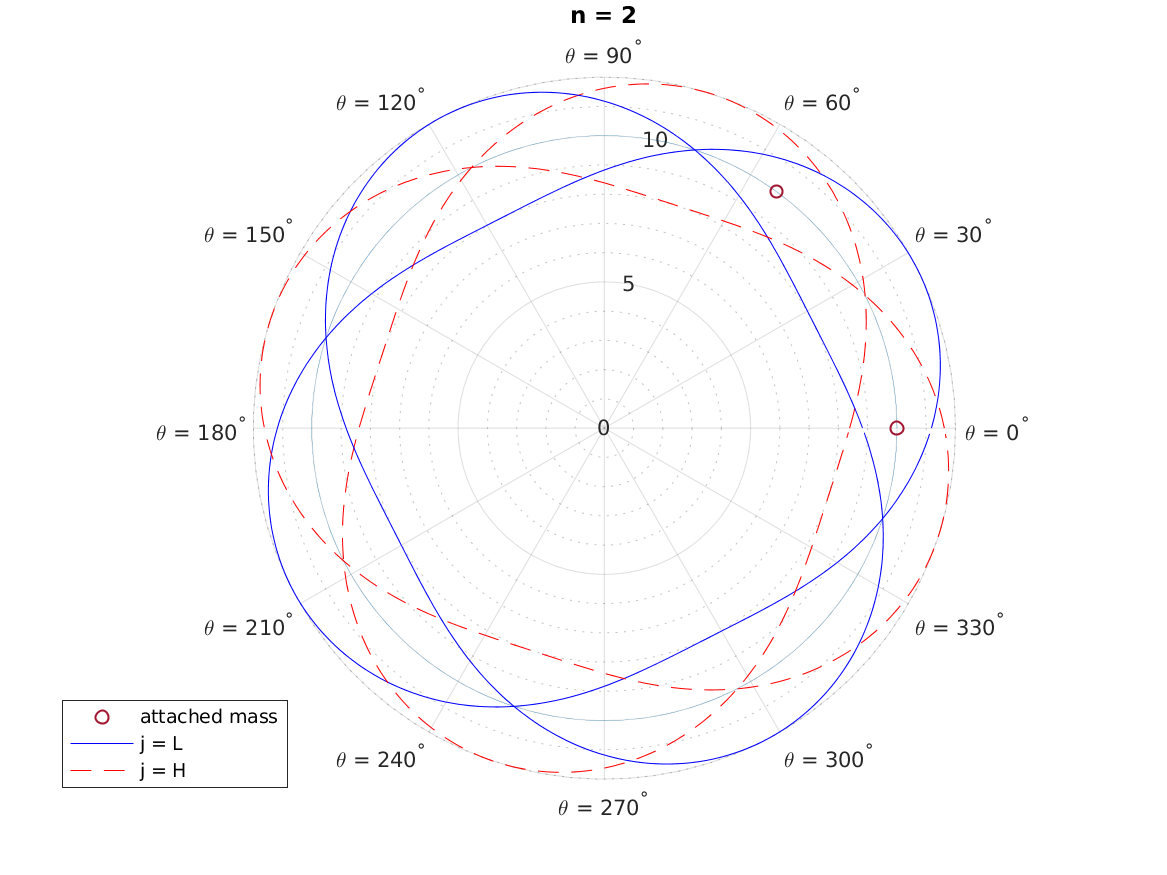 n = 2
θ = 90°
θ = 120°
θ = 60°
10
θ = 150°
θ = 30°
5
θ = 180°
0
θ = 0°
θ = 210°
θ = 330°
attached mass
j = L
j = H
θ = 240°
θ = 300°
θ = 270°